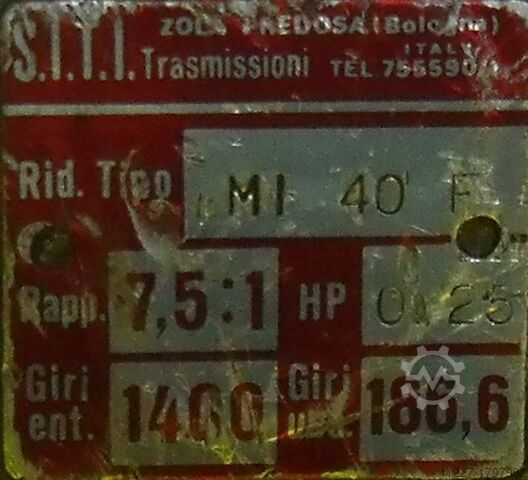 S.I.T.I. ZOLA PREDOSA (Bologna)
ITALY
Trasmissioni TEL.
Rid. Tipo MI 40 F
Rapp. 7,5:1 HP 0.25
Giri ent. 1400 Giri usc. 186,6